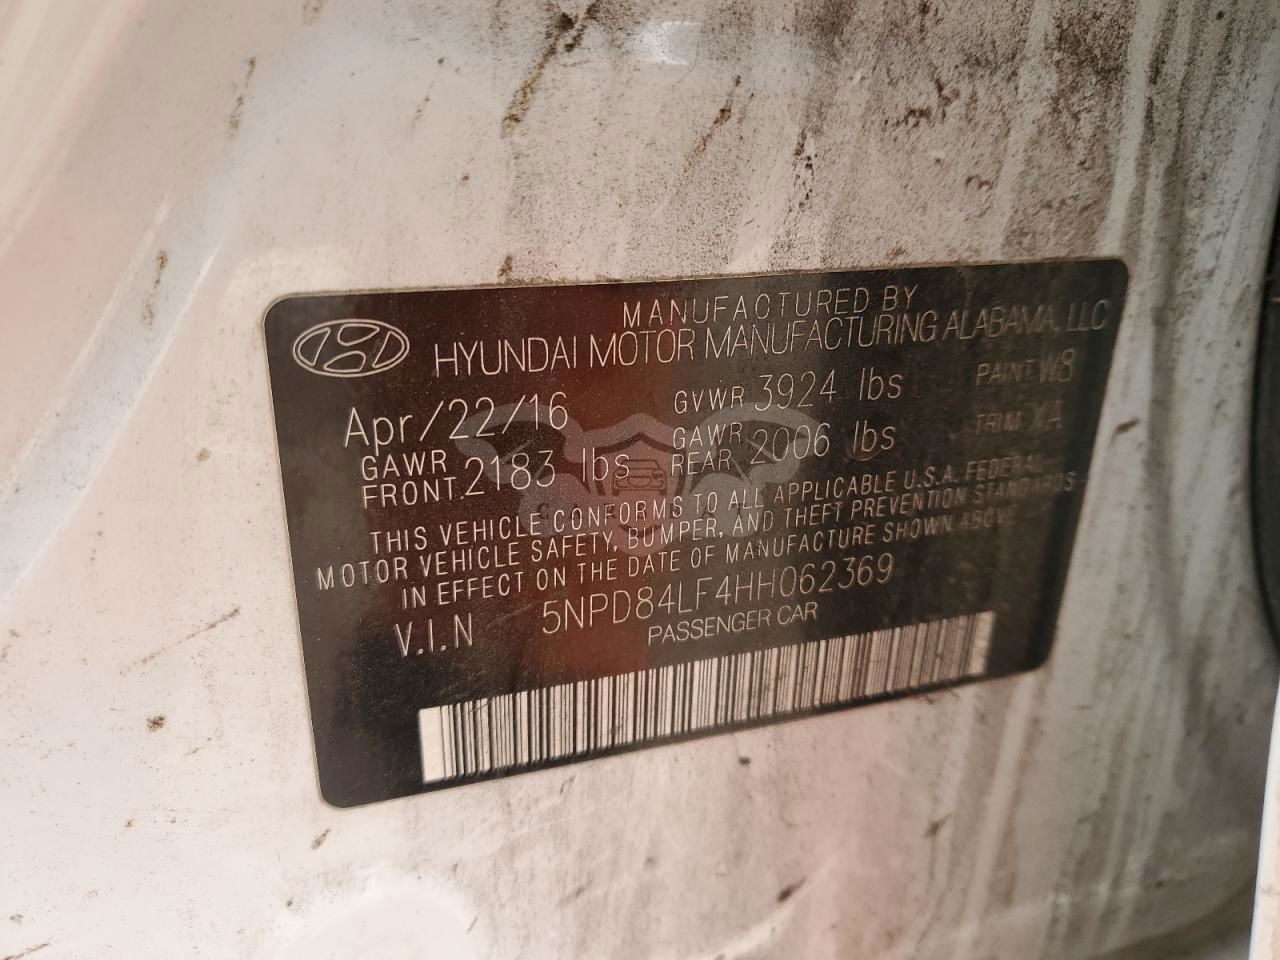 MANUFACTURED BY
HYUNDAI MOTOR MANUFACTURING ALABAMA, LLC
Apr/22/16 GVWR 3924 lbs PAINT W8
GAWR FRONT 2183 lbs GAWR REAR 2006 lbs TRIM XA
THIS VEHICLE CONFORMS TO ALL APPLICABLE U.S.A. FEDERAL
MOTOR VEHICLE SAFETY, BUMPER, AND THEFT PREVENTION STANDARDS
IN EFFECT ON THE DATE OF MANUFACTURE SHOWN ABOVE
V.I.N 5NPD84LF4HH062369
PASSENGER CAR